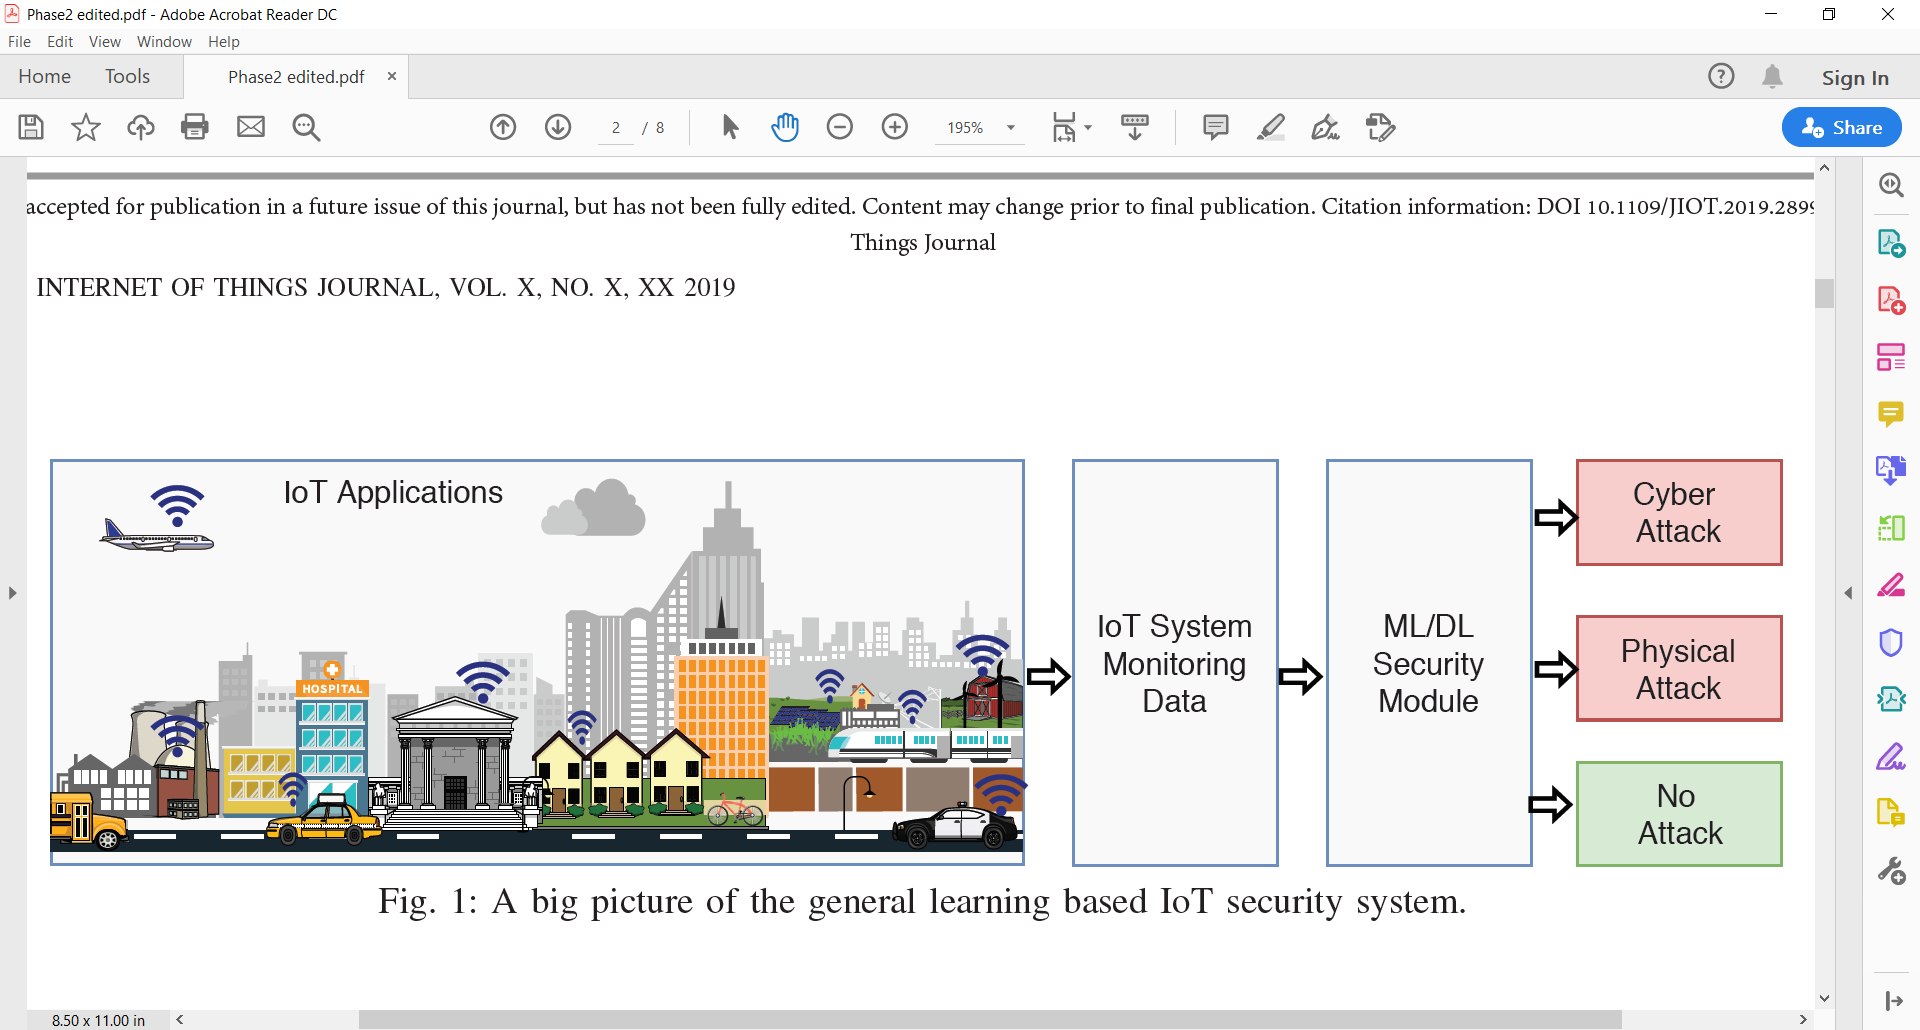 Phase2 edited.pdf - Adobe Acrobat Reader DC
File Edit View Window Help
Home Tools Phase2 edited.pdf × Sign In
2 / 8 195% Share
accepted for publication in a future issue of this journal, but has not been fully edited. Content may change prior to final publication. Citation information: DOI 10.1109/JIOT.2019.2899
Things Journal
INTERNET OF THINGS JOURNAL, VOL. X, NO. X, XX 2019
IoT Applications
HOSPITAL
IoT System
Monitoring
Data
ML/DL
Security
Module
Cyber
Attack
Physical
Attack
No
Attack
Fig. 1: A big picture of the general learning based IoT security system.
8.50 x 11.00 in